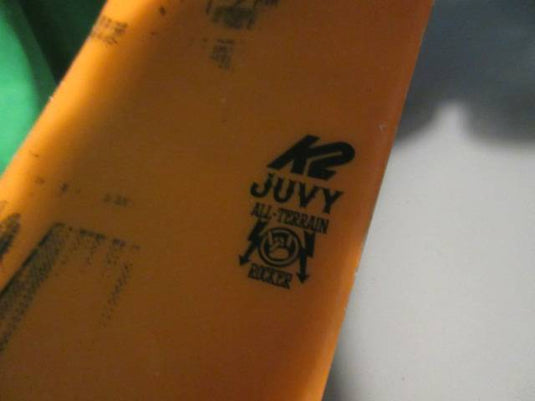 K2
JUVY
ALL-TERRAIN
ROCKER